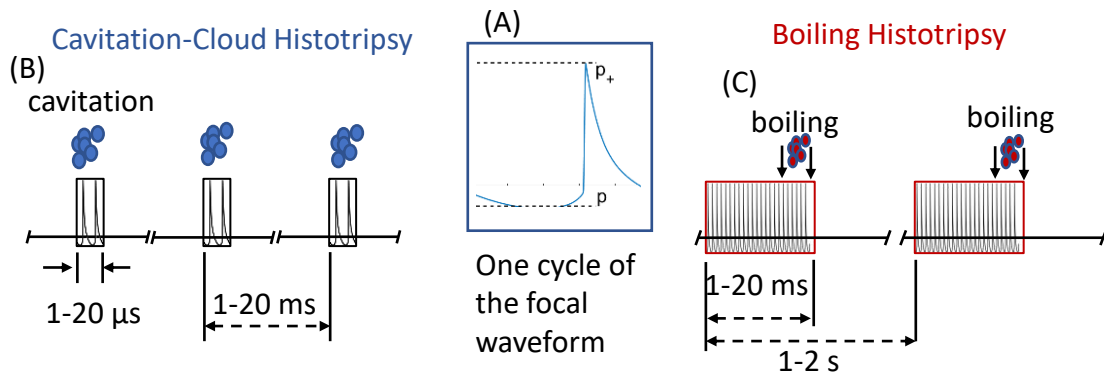 Cavitation-Cloud Histotripsy
(B)
cavitation
1-20 µs
1-20 ms
(A)
p+
p
One cycle of
the focal
waveform
Boiling Histotripsy
(C)
boiling
boiling
1-20 ms
1-2 s